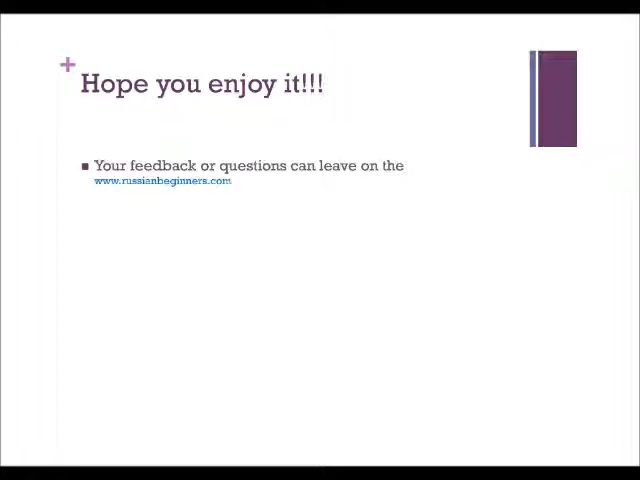 +
Hope you enjoy it!!!
Your feedback or questions can leave on the
www.russianbeginners.com